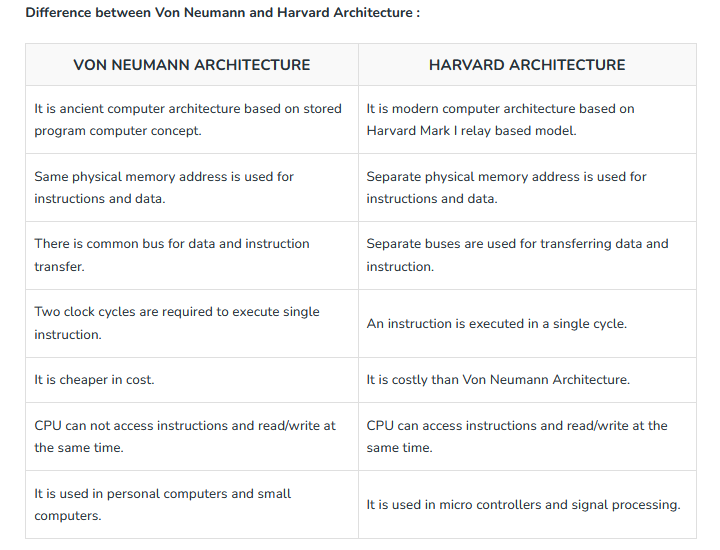 Difference between Von Neumann and Harvard Architecture :
VON NEUMANN ARCHITECTURE
HARVARD ARCHITECTURE
It is ancient computer architecture based on stored
program computer concept.
It is modern computer architecture based on
Harvard Mark I relay based model.
Same physical memory address is used for
instructions and data.
Separate physical memory address is used for
instructions and data.
There is common bus for data and instruction
transfer.
Separate buses are used for transferring data and
instruction.
Two clock cycles are required to execute single
instruction.
An instruction is executed in a single cycle.
It is cheaper in cost.
It is costly than Von Neumann Architecture.
CPU can not access instructions and read/write at
the same time.
CPU can access instructions and read/write at the
same time.
It is used in personal computers and small
computers.
It is used in micro controllers and signal processing.